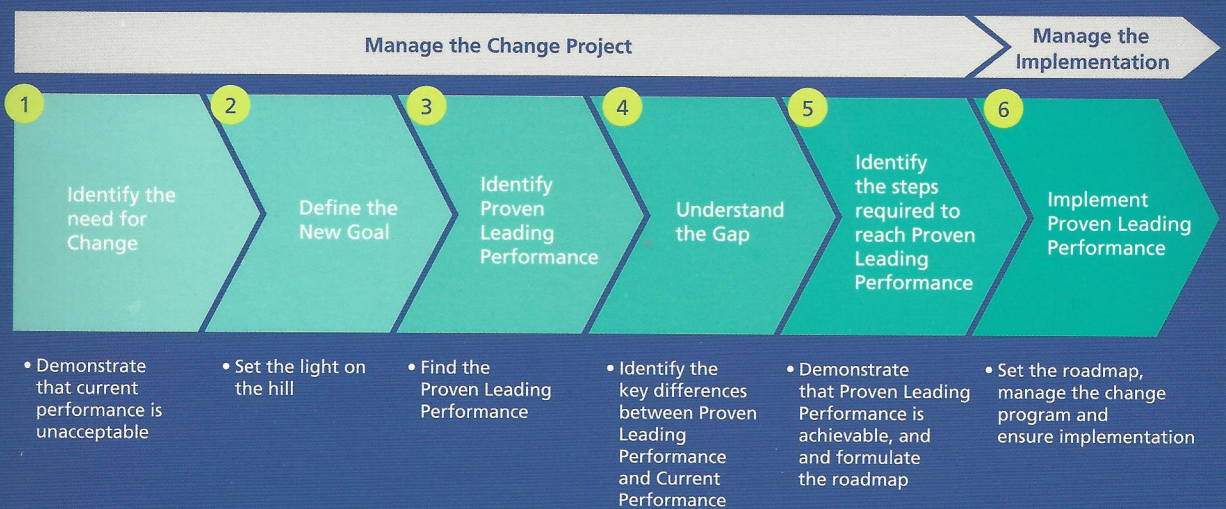 Manage the Change Project
Manage the
Implementation
1
Identify the
need for
Change
2
Define the
New Goal
3
Identify
Proven
Leading
Performance
4
Understand
the Gap
5
Identify
the steps
required to
reach Proven
Leading
Performance
6
Implement
Proven Leading
Performance
• Demonstrate
that current
performance is
unacceptable
• Set the light on
the hill
• Find the
Proven Leading
Performance
• Identify the
key differences
between Proven
Leading
Performance
and Current
Performance
• Demonstrate
that Proven Leading
Performance is
achievable, and
and formulate
the roadmap
• Set the roadmap,
manage the change
program and
ensure implementation